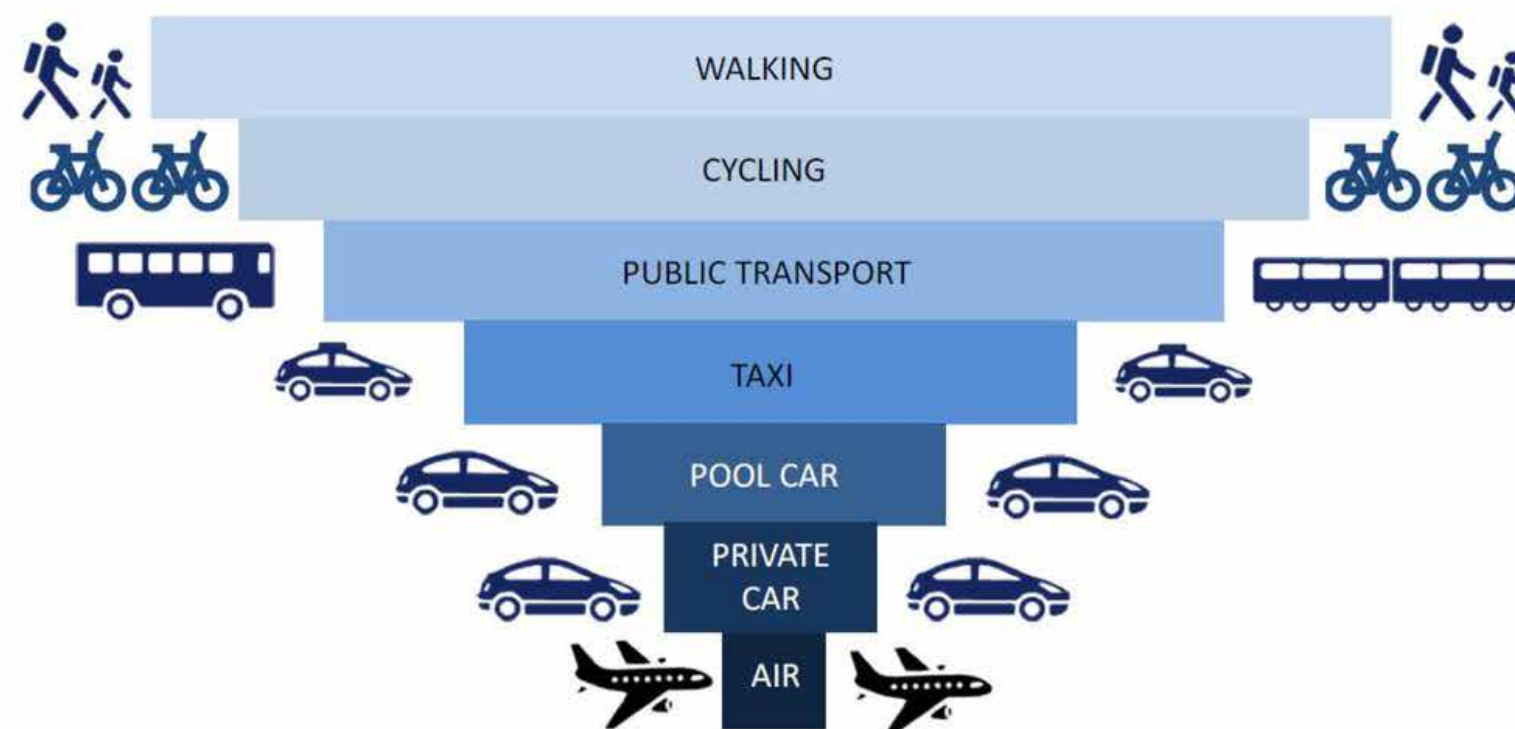 WALKING
CYCLING
PUBLIC TRANSPORT
TAXI
POOL CAR
PRIVATE
CAR
AIR